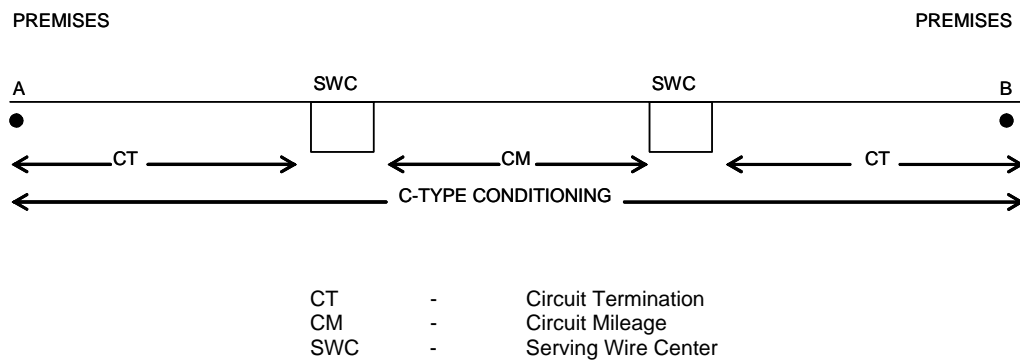 PREMISES PREMISES
A SWC SWC B
CT CM CT
C-TYPE CONDITIONING
CT - Circuit Termination
CM - Circuit Mileage
SWC - Serving Wire Center